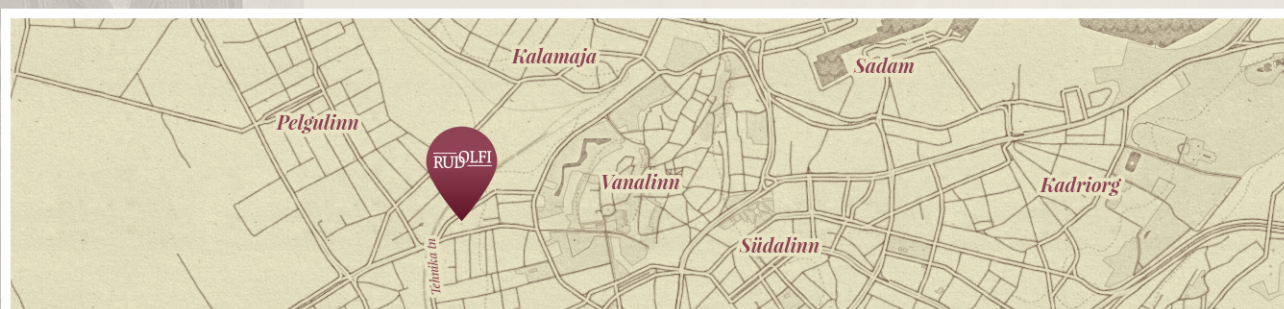 Kalamaja
Sadam
Pelgulinn
RUDOLFI
Vanalinn
Kadriorg
Südalinn
Tehnika tn